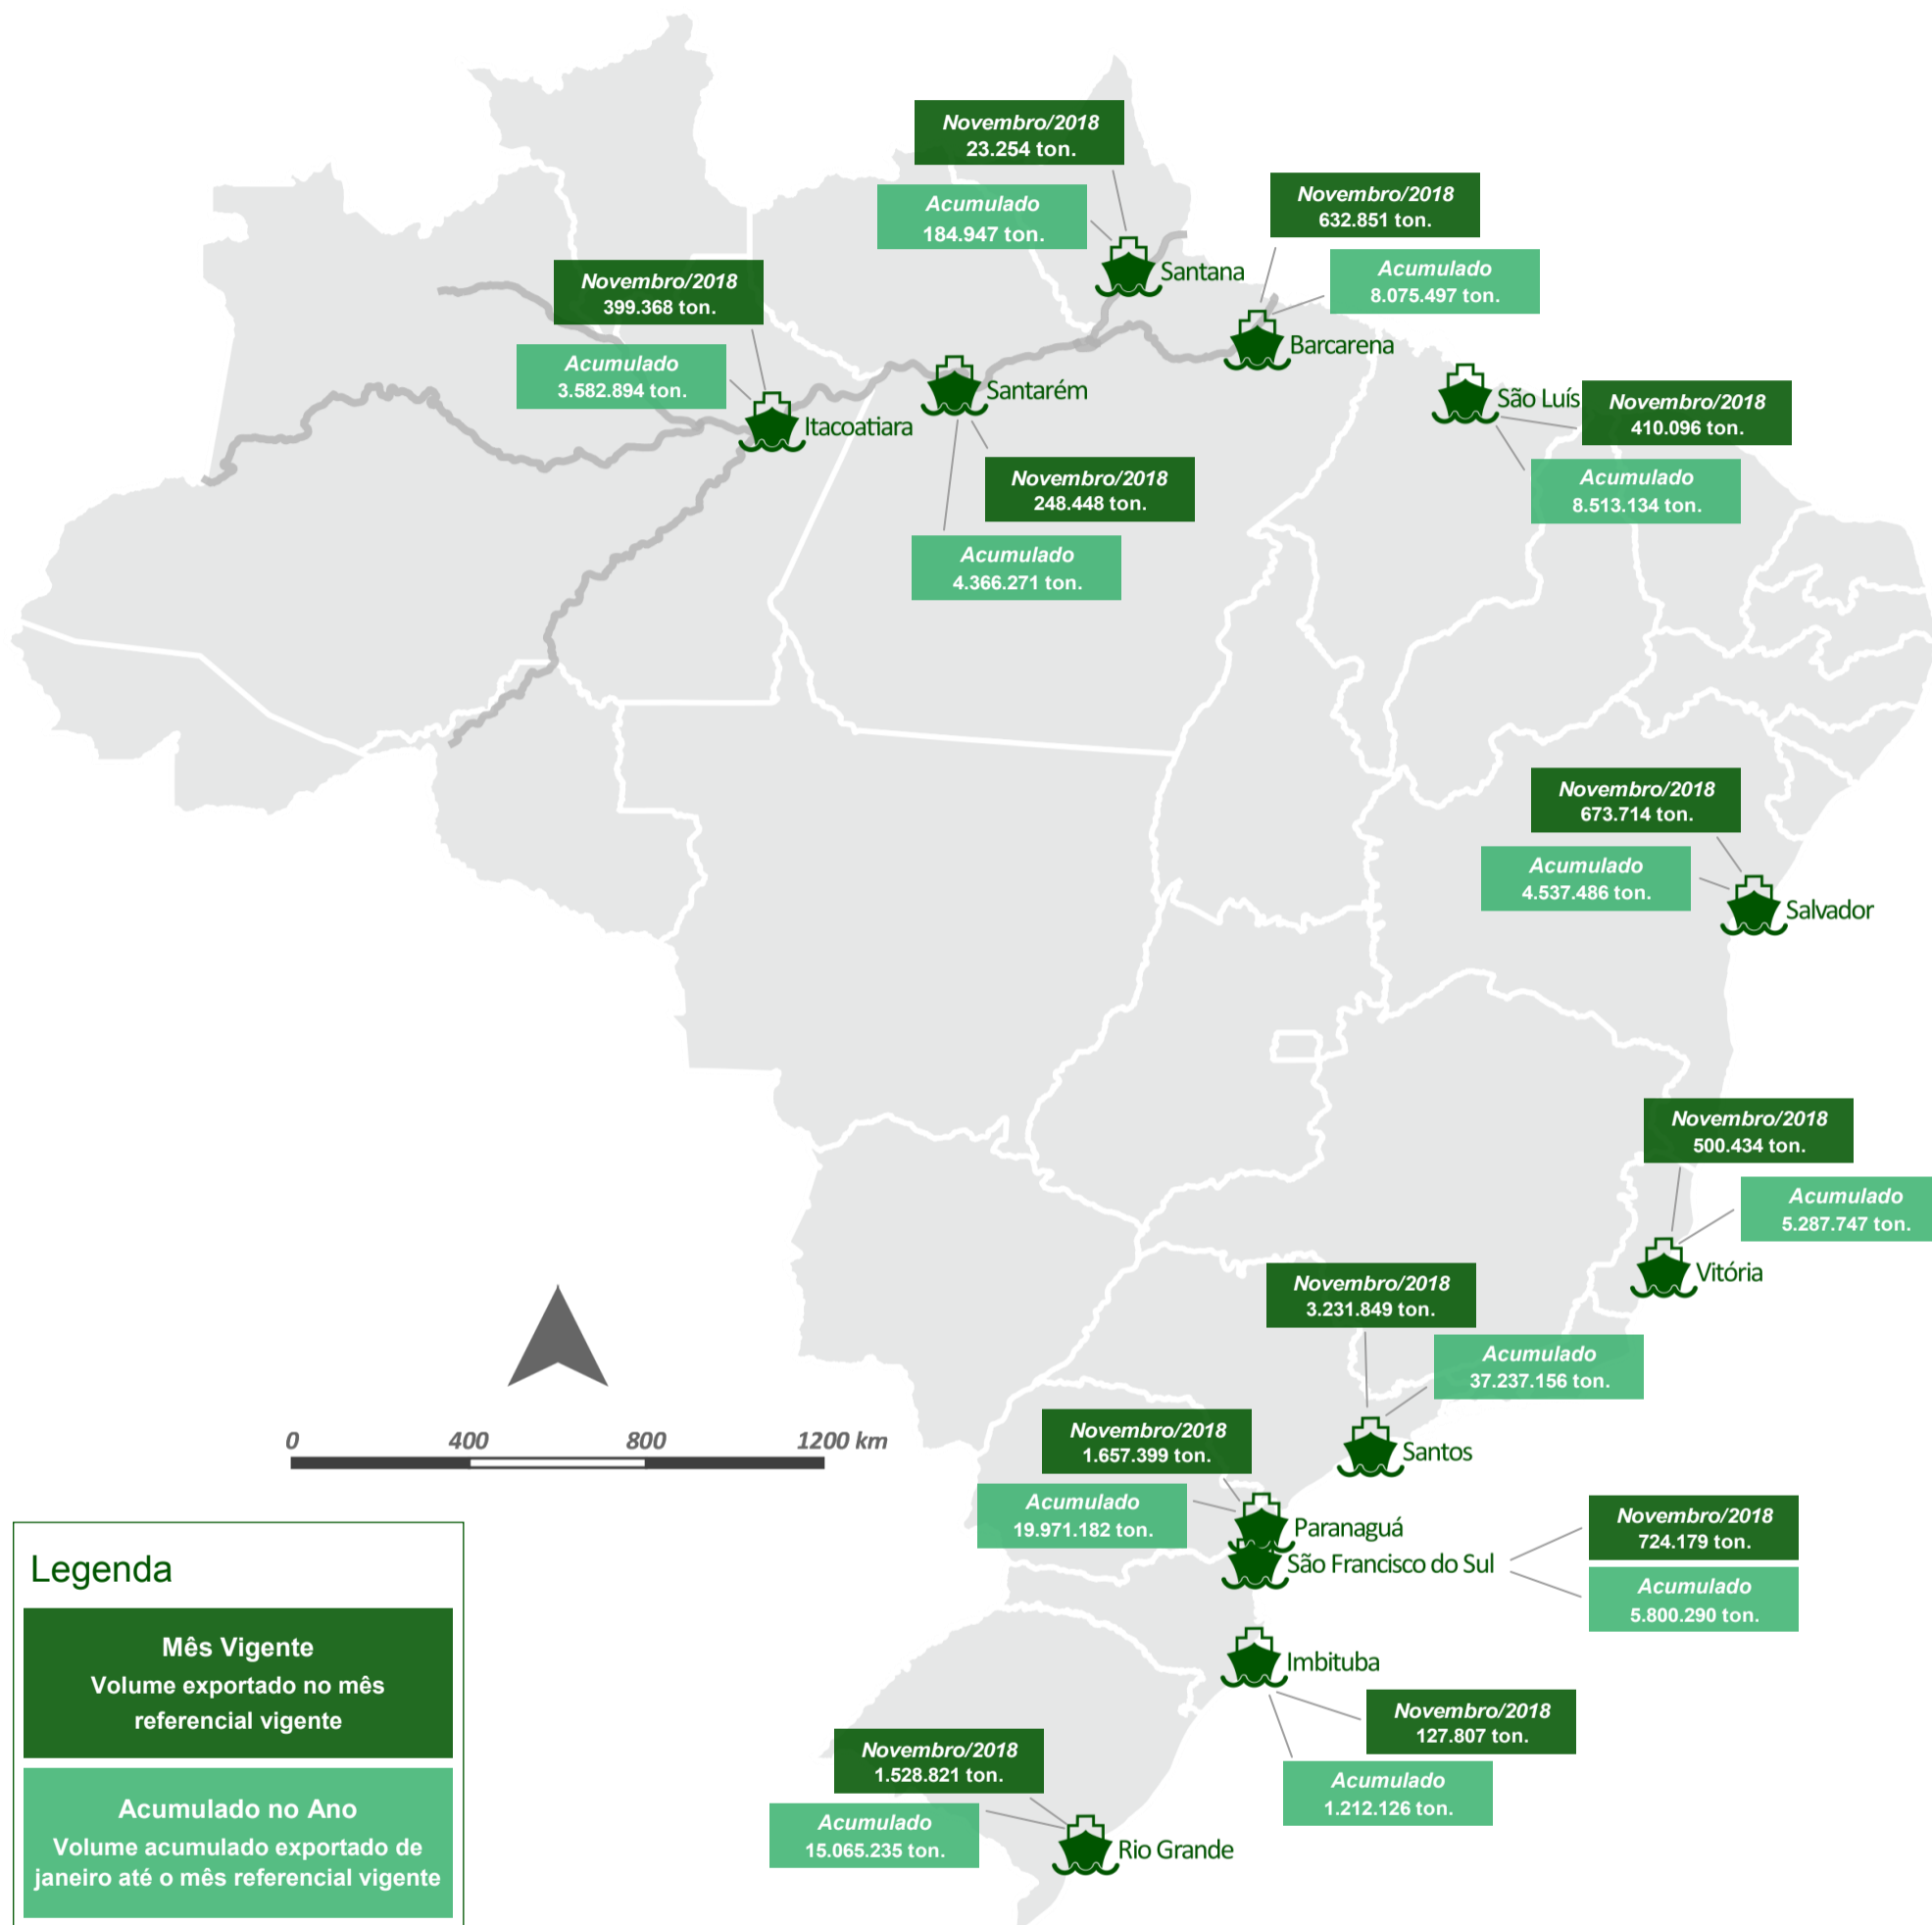 Novembro/2018
23.254 ton.
Acumulado
184.947 ton.
Santana
Novembro/2018
632.851 ton.
Acumulado
8.075.497 ton.
Barcarena
Novembro/2018
399.368 ton.
Acumulado
3.582.894 ton.
Itacoatiara
Santarém
Novembro/2018
248.448 ton.
Acumulado
4.366.271 ton.
São Luís
Novembro/2018
410.096 ton.
Acumulado
8.513.134 ton.
Novembro/2018
673.714 ton.
Acumulado
4.537.486 ton.
Salvador
Novembro/2018
500.434 ton.
Acumulado
5.287.747 ton.
Vitória
Novembro/2018
3.231.849 ton.
Acumulado
37.237.156 ton.
Santos
Novembro/2018
1.657.399 ton.
Acumulado
19.971.182 ton.
Paranaguá
São Francisco do Sul
Novembro/2018
724.179 ton.
Acumulado
5.800.290 ton.
Imbituba
Novembro/2018
127.807 ton.
Acumulado
1.212.126 ton.
Novembro/2018
1.528.821 ton.
Acumulado
15.065.235 ton.
Rio Grande
0 400 800 1200 km
Legenda
Mês Vigente
Volume exportado no mês
referencial vigente
Acumulado no Ano
Volume acumulado exportado de
janeiro até o mês referencial vigente